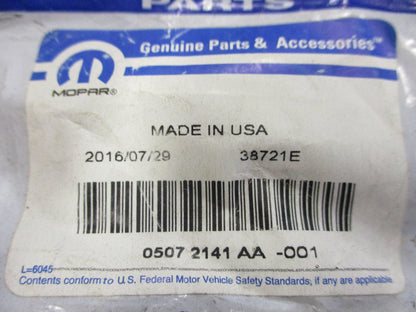 PARTS
Genuine Parts & Accessories™
MOPAR®
MADE IN USA
2016/07/29 38721E
0507 2141 AA -001
L=6045
Contents conform to U.S. Federal Motor Vehicle Safety Standards, if any are applicable